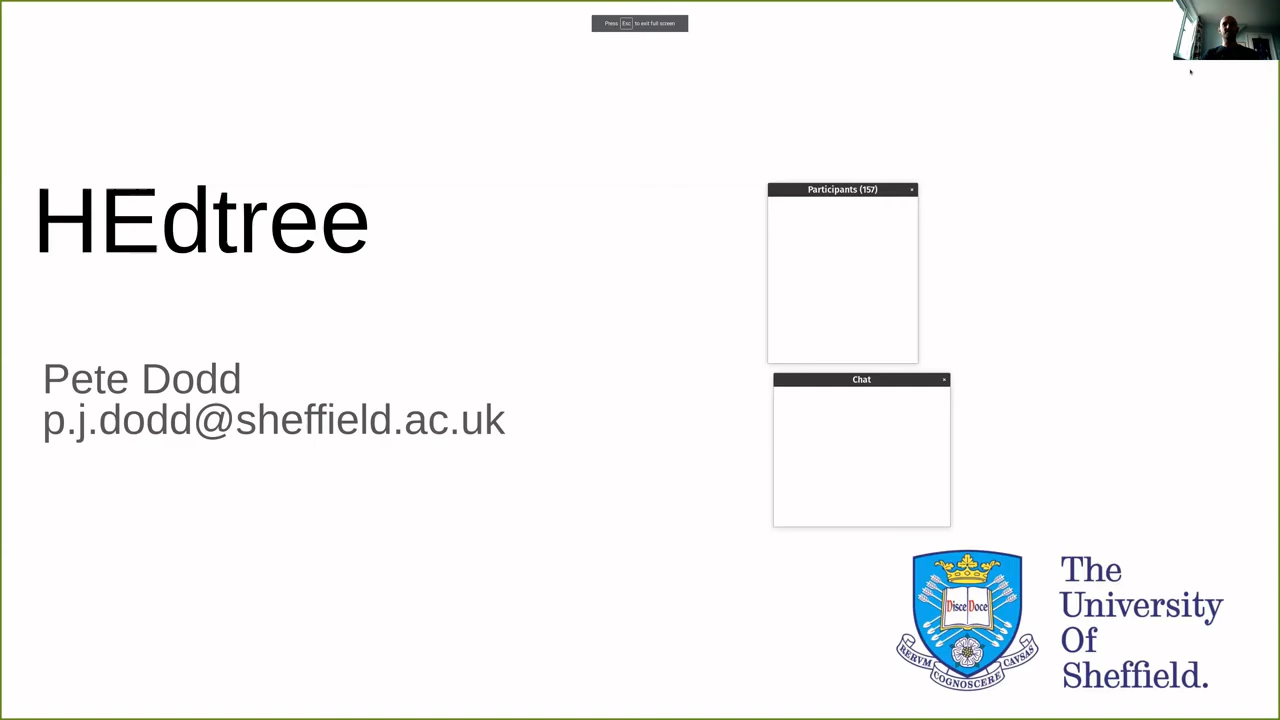 Press Esc to exit full screen
HEdtree
Participants (157)
×
Pete Dodd
p.j.dodd@sheffield.ac.uk
Chat
×
Disce Doce
RERVM COGNOSCERE CAVSAS
The
University
Of
Sheffield.